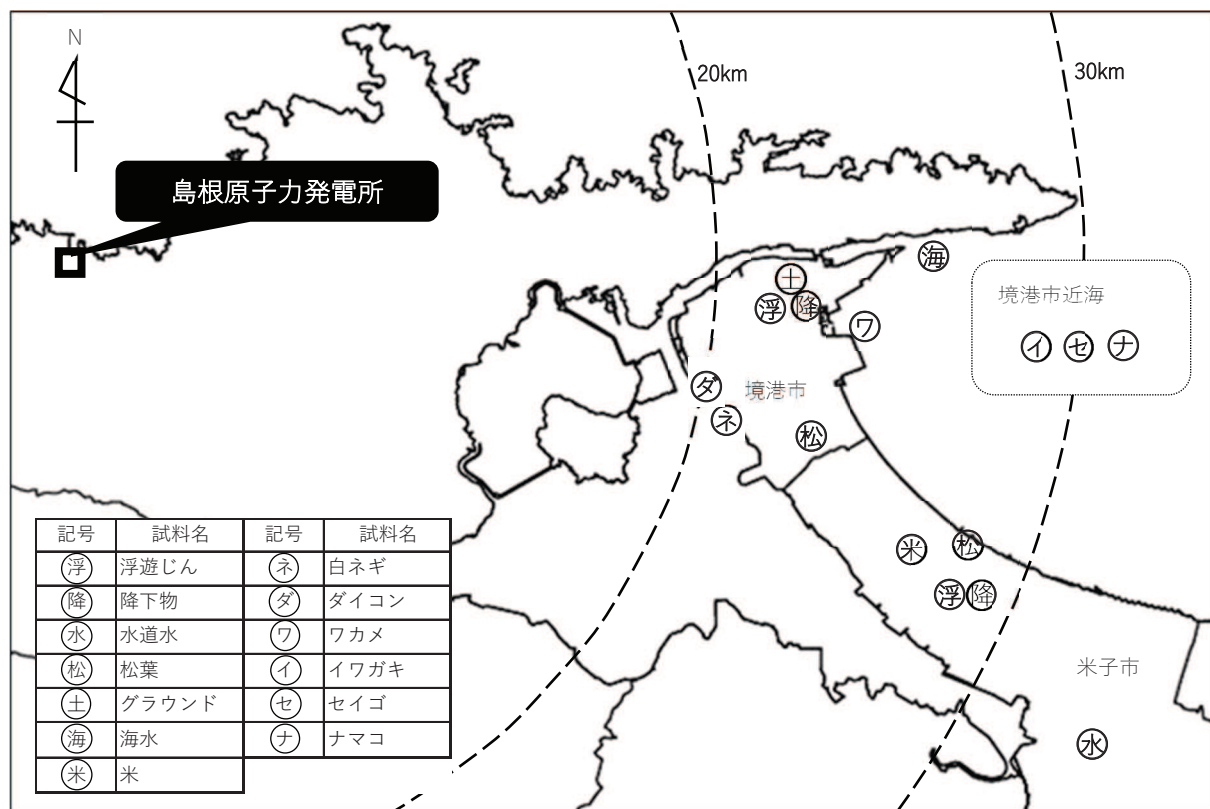 N
20km
30km
島根原子力発電所
海
土
浮 降
ワ
境港市近海
イ セ ナ
ダ
境港市
ネ
松
米 松
浮 降
米子市
水
記号 試料名 記号 試料名
浮 浮遊じん ネ 白ネギ
降 降下物 ダ ダイコン
水 水道水 ワ ワカメ
松 松葉 イ イワガキ
土 グラウンド セ セイゴ
海 海水 ナ ナマコ
米 米